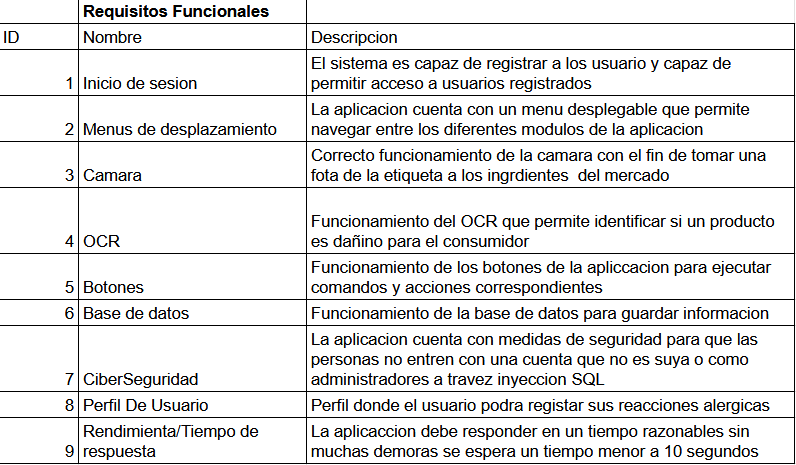 Requisitos Funcionales
ID Nombre Descripcion
El sistema es capaz de registrar a los usuario y capaz de
1 Inicio de sesion permitir acceso a usuarios registrados
La aplicacion cuenta con un menu desplegable que permite
2 Menus de desplazamiento navegar entre los diferentes modulos de la aplicacion
Correcto funcionamiento de la camara con el fin de tomar una
3 Camara fota de la etiqueta a los ingrdientes del mercado
Funcionamiento del OCR que permite identificar si un producto
4 OCR es dañino para el consumidor
Funcionamiento de los botones de la apliccacion para ejecutar
5 Botones comandos y acciones correspondientes
6 Base de datos Funcionamiento de la base de datos para guardar informacion
La aplicacion cuenta con medidas de seguridad para que las
personas no entren con una cuenta que no es suya o como
7 CiberSeguridad administradores a travez inyeccion SQL
8 Perfil De Usuario Perfil donde el usuario podra registar sus reacciones alergicas
Rendimienta/Tiempo de La aplicaccion debe responder en un tiempo razonables sin
9 respuesta muchas demoras se espera un tiempo menor a 10 segundos